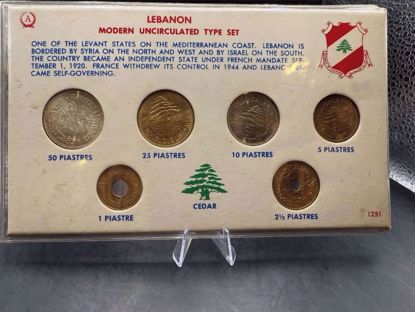 LEBANON
A
MODERN UNCIRCULATED TYPE SET
ONE OF THE LEVANT STATES ON THE MEDITERRANEAN COAST. LEBANON IS
BORDERED BY SYRIA ON THE NORTH AND WEST AND BY ISRAEL ON THE SOUTH.
THE COUNTRY BECAME AN INDEPENDENT STATE UNDER FRENCH MANDATE SEP-
TEMBER 1, 1920. FRANCE WITHDREW ITS CONTROL IN 1944 AND LEBANON BE-
CAME SELF-GOVERNING.
50 PIASTRES
25 PIASTRES
10 PIASTRES
5 PIASTRES
1 PIASTRE
CEDAR
2½ PIASTRES
1251